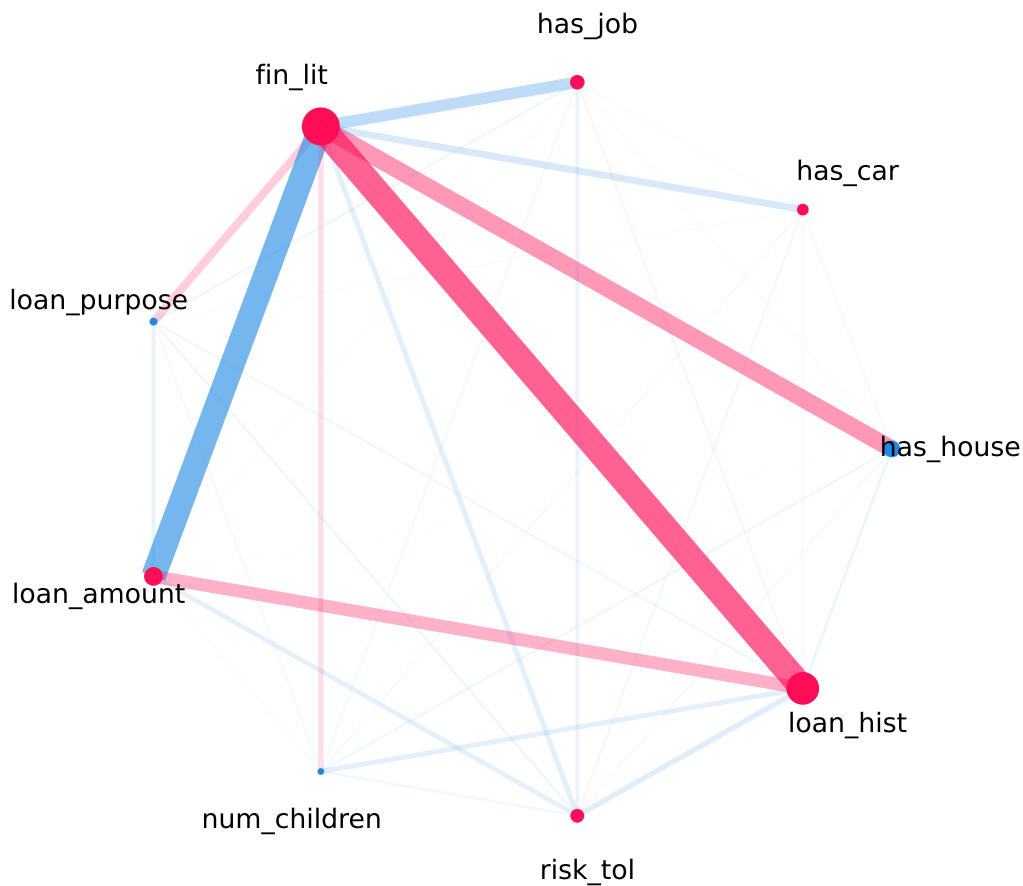 has_job
fin_lit
has_car
loan_purpose
has_house
loan_amount
loan_hist
num_children
risk_tol